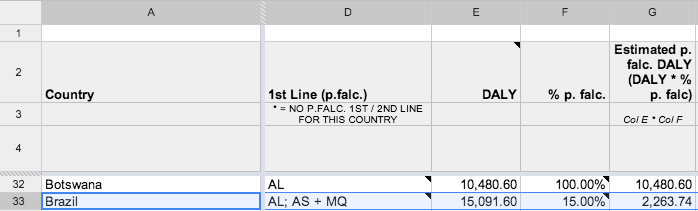 A D E F G
1
2 Country 1st Line (p.falc.) DALY % p. falc. Estimated p. falc. DALY (DALY * % p. falc)
3 * = NO P.FALC. 1ST / 2ND LINE FOR THIS COUNTRY Col E * Col F
4
32 Botswana AL 10,480.60 100.00% 10,480.60
33 Brazil AL; AS + MQ 15,091.60 15.00% 2,263.74